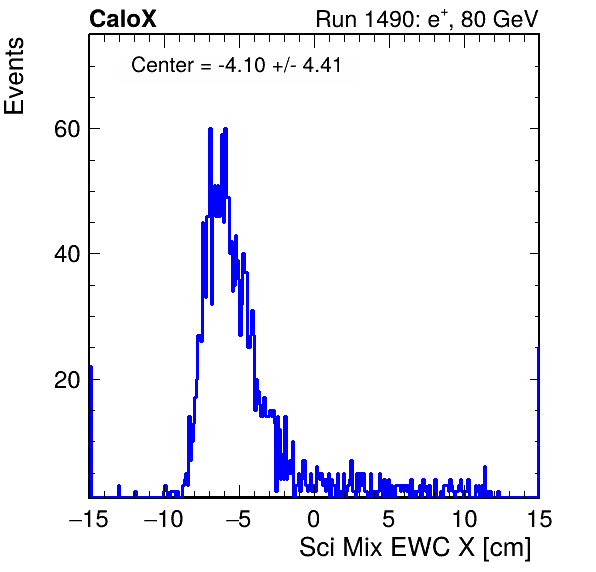 CaloX Run 1490: e⁺, 80 GeV
Center = -4.10 +/- 4.41
Events
60
40
20
−15 −10 −5 0 5 10 15
Sci Mix EWC X [cm]